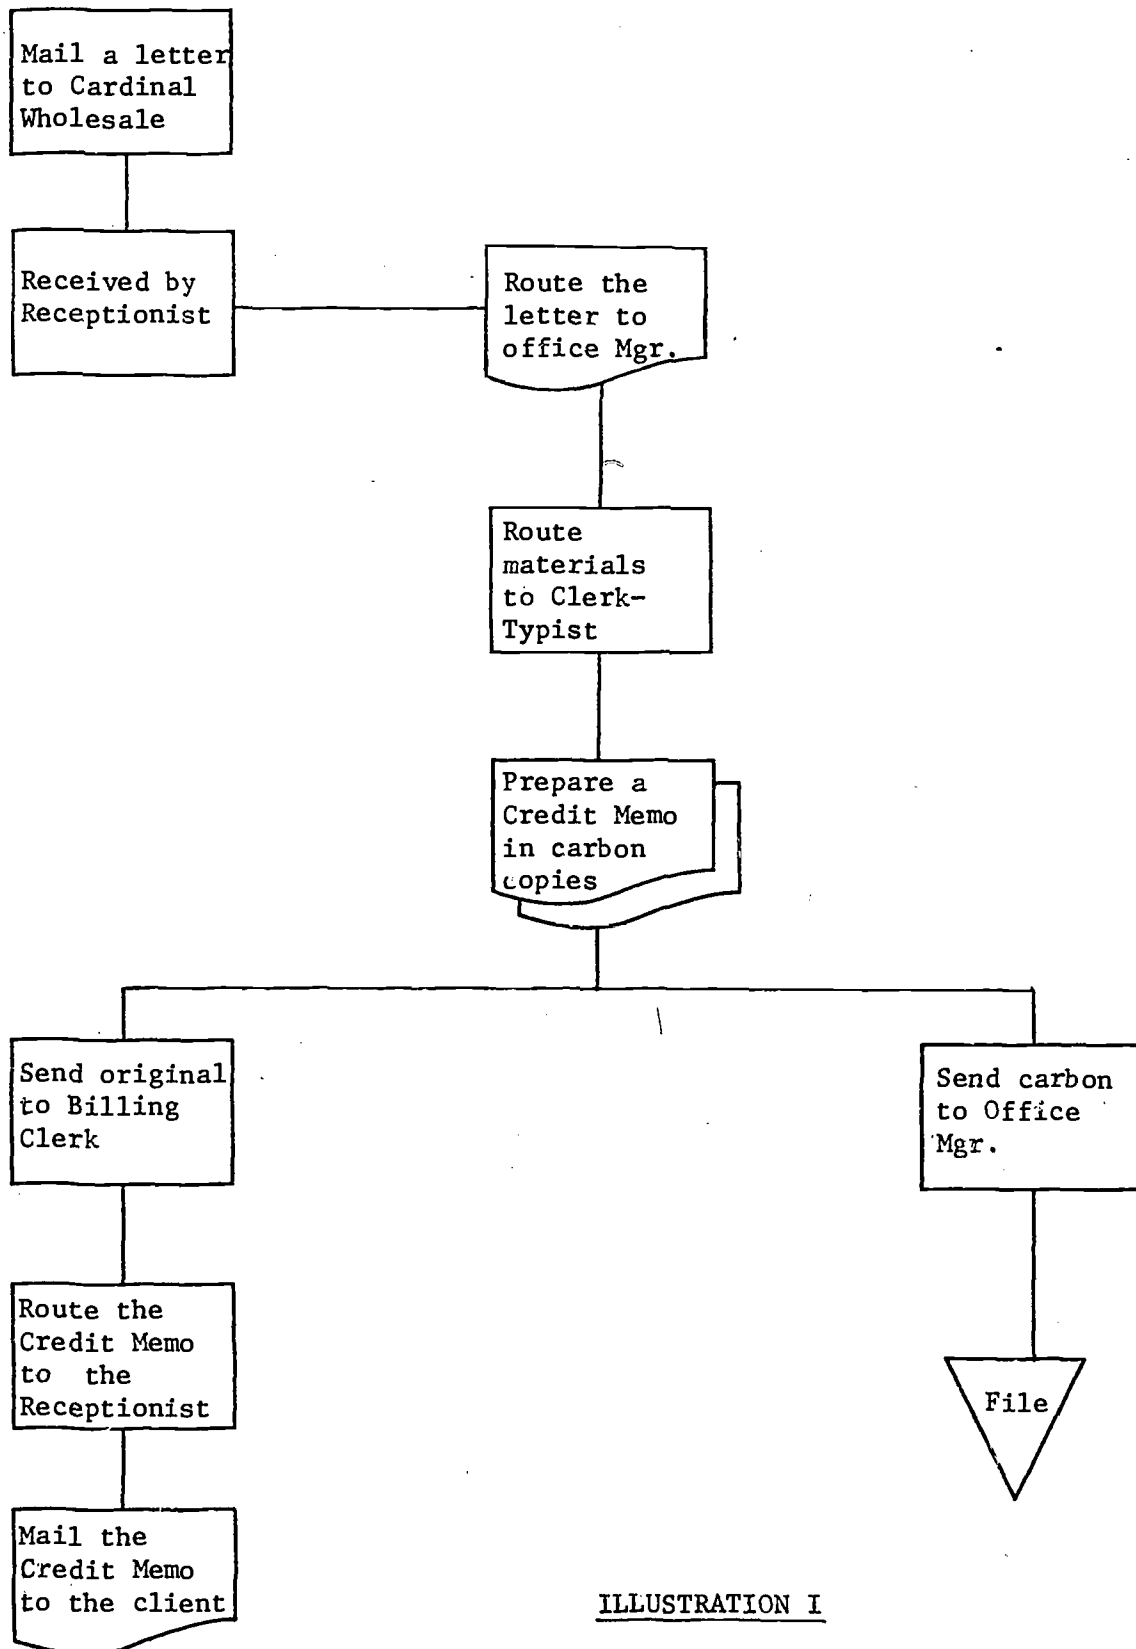 Mail a letter
to Cardinal
Wholesale
Received by
Receptionist
Route the
letter to
office Mgr.
Route
materials
to Clerk-
Typist
Prepare a
Credit Memo
in carbon
copies
Send original
to Billing
Clerk
Send carbon
to Office
Mgr.
Route the
Credit Memo
to the
Receptionist
File
Mail the
Credit Memo
to the client
ILLUSTRATION I